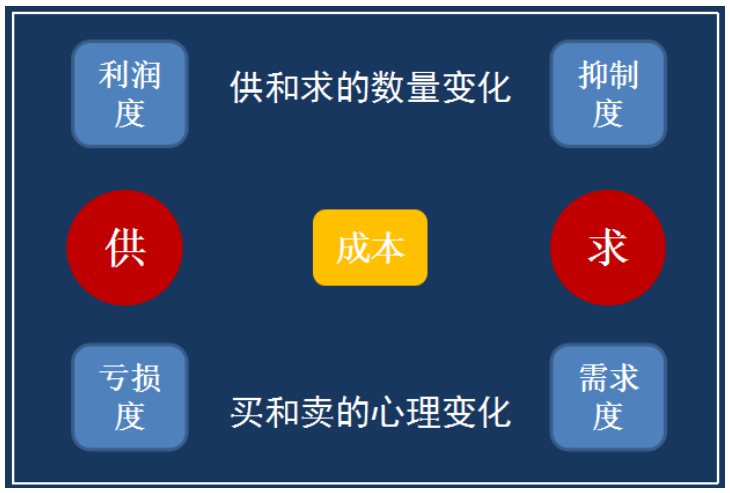 利润
度
供和求的数量变化
抑制
度
供
成本
求
亏损
度
买和卖的心理变化
需求
度